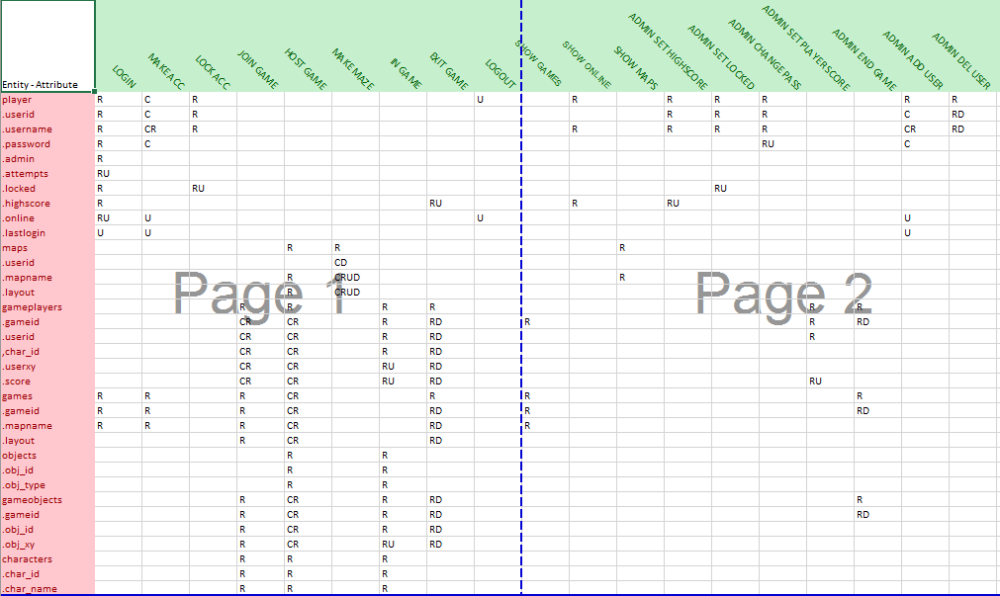 LOGIN MAKE ACC LOCK ACC JOIN GAME HOST GAME MAKE MAZE IN GAME EXIT GAME LOGOUT SHOW GAMES SHOW ONLINE SHOW MAPS ADMIN SET HIGHSCORE ADMIN SET LOCKED ADMIN CHANGE PASS ADMIN SET PLAYER SCORE ADMIN END GAME ADMIN ADD USER ADMIN DEL USER
Entity - Attribute
player R C R U R R R R R R
.userid R C R R R R C RD
.username R CR R R R R R CR RD
.password R C RU C
.admin R
.attempts RU
.locked R RU RU
.highscore R RU R RU
.online RU U U U
.lastlogin U U U
maps R R R
.userid CD
.mapname R CRUD R
.layout R CRUD
Page 1 Page 2
gameplayers R R R R R R
.gameid CR CR R RD R R RD
.userid CR CR R RD R
,char_id CR CR R RD
.userxy CR CR RU RD
.score CR CR RU RD RU
games R R R CR R R R
.gameid R R R CR RD R RD
.mapname R R R CR RD R
.layout R CR RD
objects R R
.obj_id R R
.obj_type R R
gameobjects R CR R RD R
.gameid R CR R RD RD
.obj_id R CR R RD
.obj_xy R CR RU RD
characters R R R
.char_id R R R
.char_name R R R